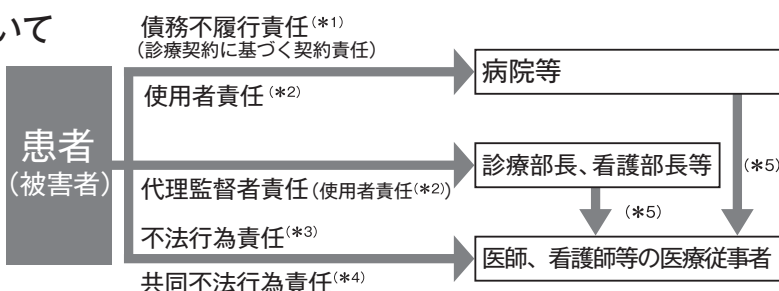 いて
債務不履行責任(*1)
(診療契約に基づく契約責任)
病院等
使用者責任(*2)
患者
(被害者)
診療部長、看護部長等
(*5)
代理監督者責任(使用者責任(*2))
(*5)
不法行為責任(*3)
医師、看護師等の医療従事者
共同不法行為責任(*4)